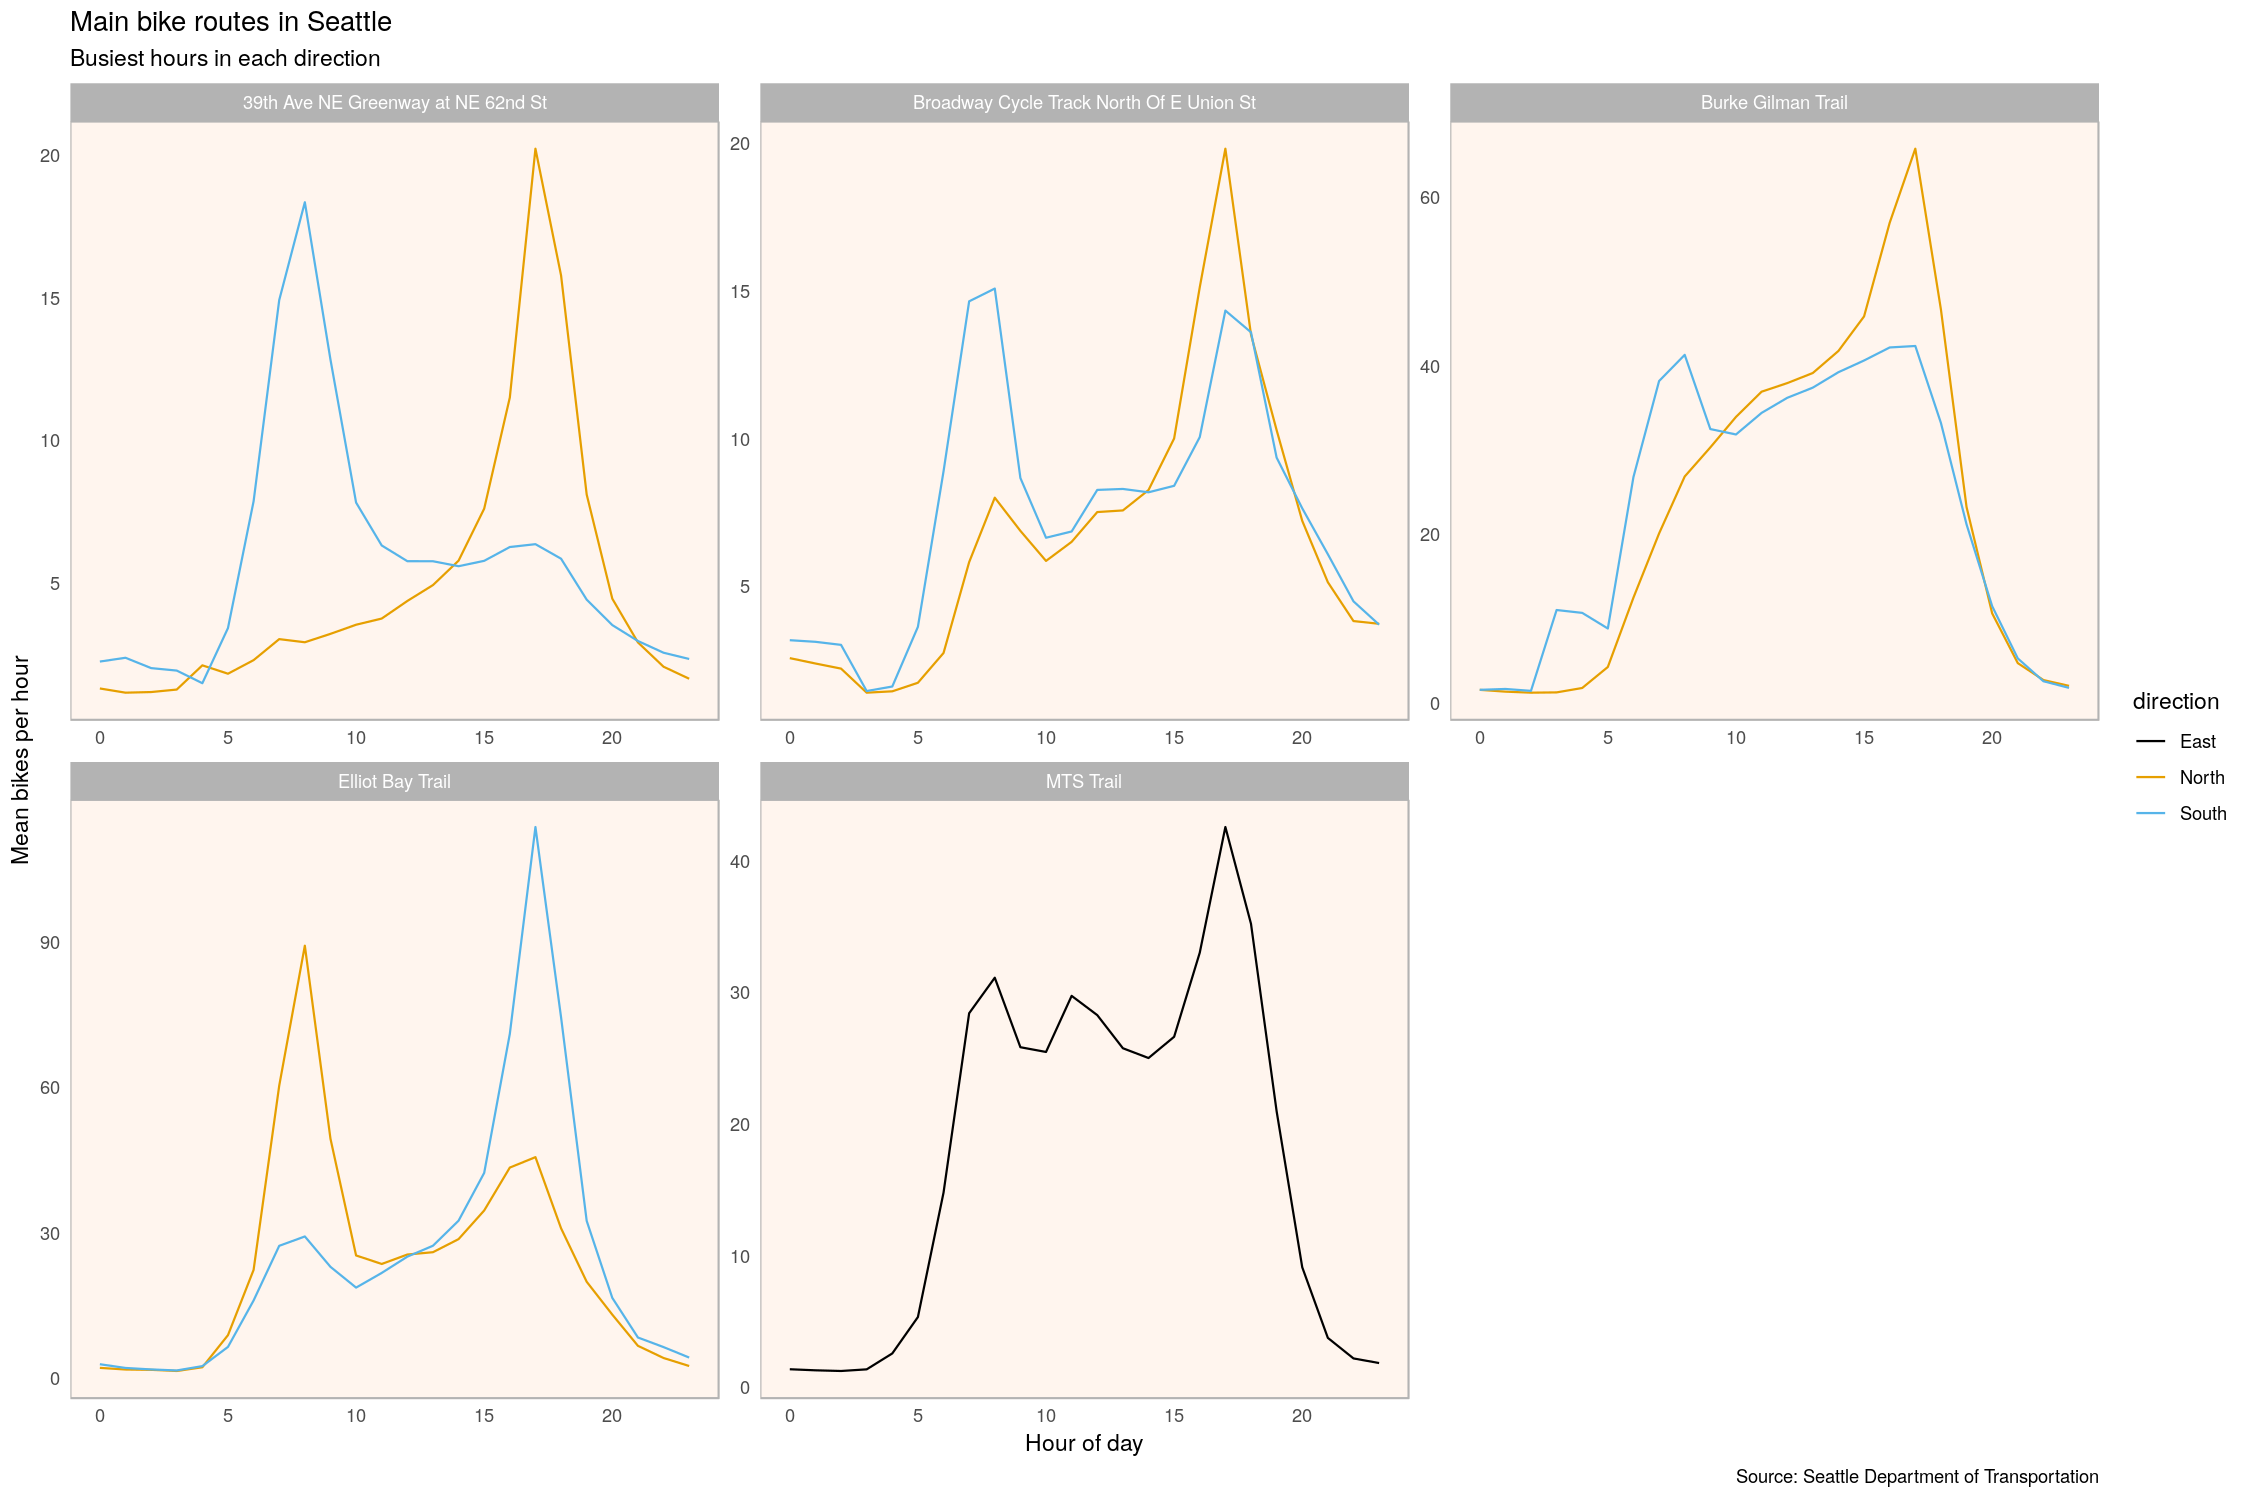 Main bike routes in Seattle
Busiest hours in each direction
39th Ave NE Greenway at NE 62nd St
Broadway Cycle Track North Of E Union St
Burke Gilman Trail
20
15
10
5
20
15
10
5
60
40
20
0
0 5 10 15 20
0 5 10 15 20
0 5 10 15 20
Elliot Bay Trail
MTS Trail
90
60
30
0
40
30
20
10
0
0 5 10 15 20
0 5 10 15 20
Mean bikes per hour
Hour of day
direction
East
North
South
Source: Seattle Department of Transportation